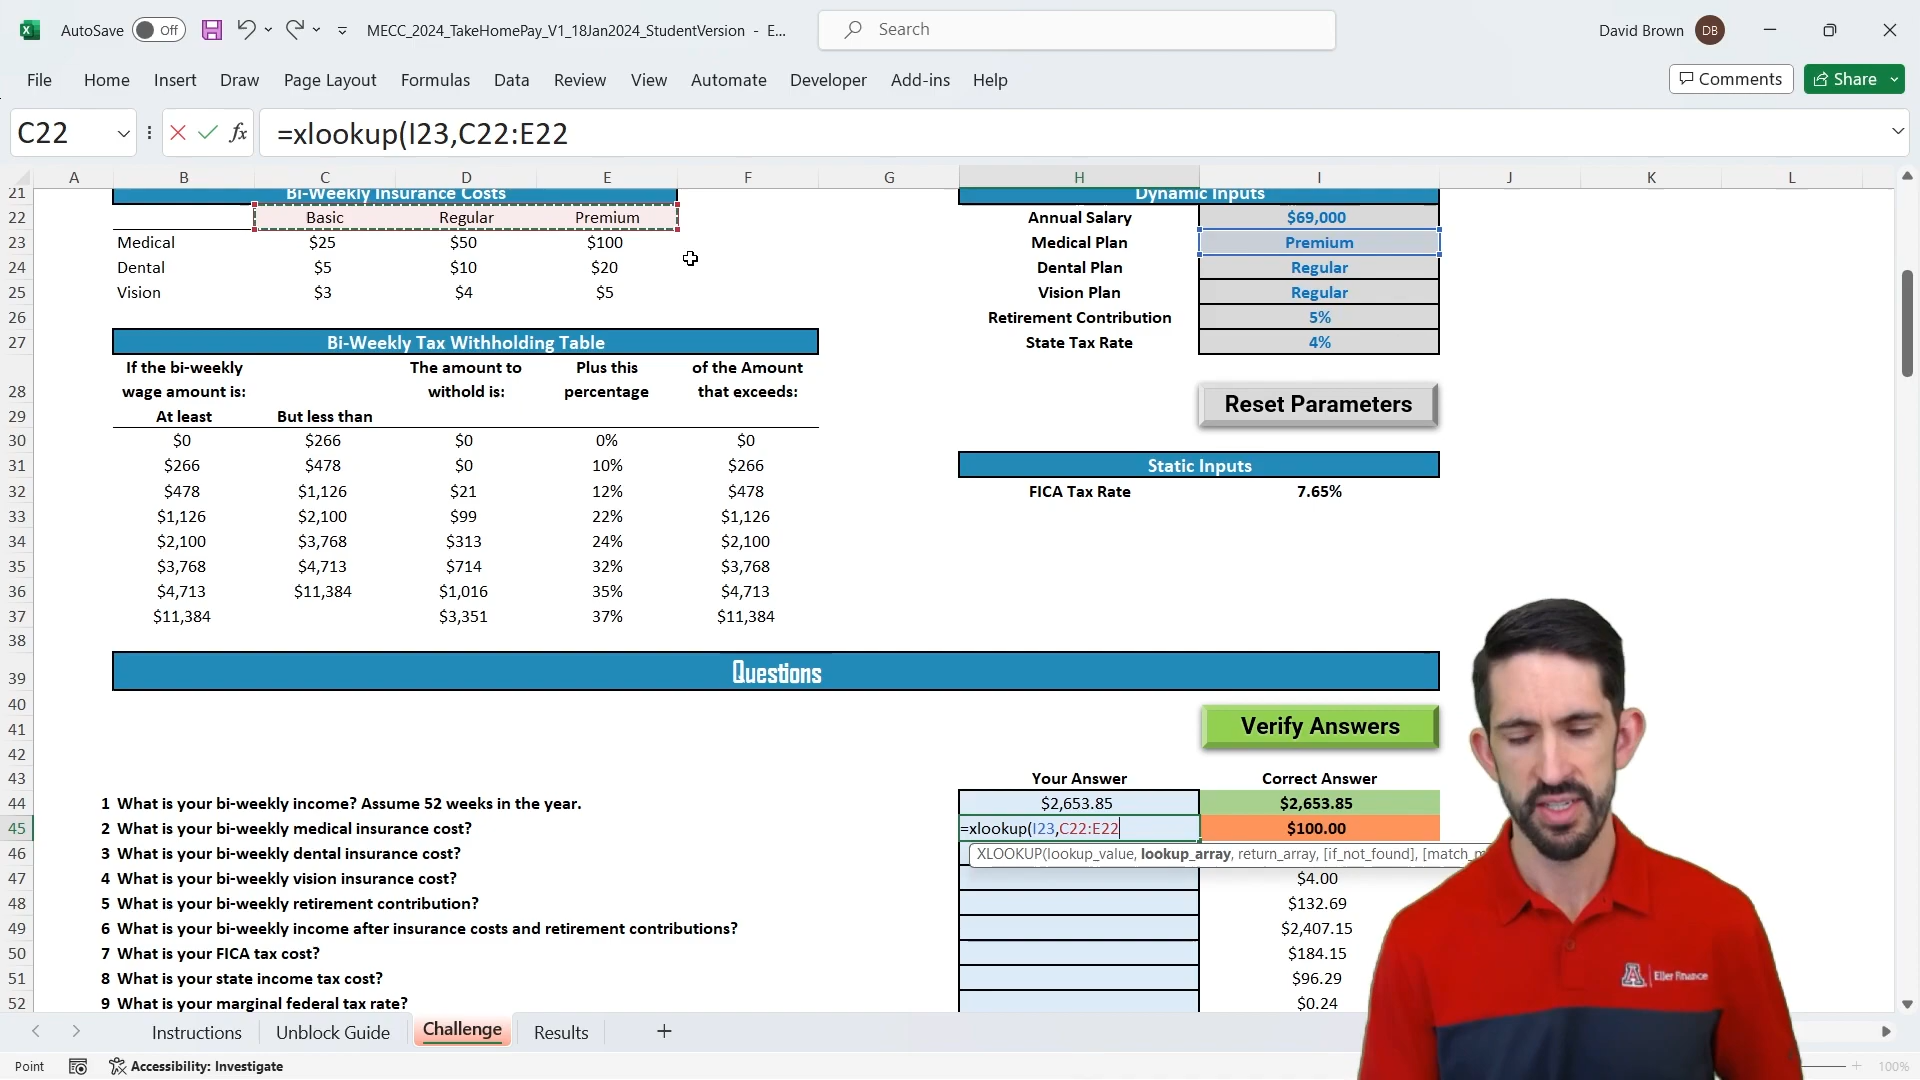 AutoSave Off MECC_2024_TakeHomePay_V1_18Jan2024_StudentVersion - E... Search David Brown DB
File Home Insert Draw Page Layout Formulas Data Review View Automate Developer Add-ins Help Comments Share
C22 fx =xlookup(I23,C22:E22
A B C D E F G H I J K L
21 Bi-Weekly Insurance Costs Dynamic Inputs
22 Basic Regular Premium Annual Salary $69,000
23 Medical $25 $50 $100 Medical Plan Premium
24 Dental $5 $10 $20 Dental Plan Regular
25 Vision $3 $4 $5 Vision Plan Regular
26 Retirement Contribution 5%
27 Bi-Weekly Tax Withholding Table State Tax Rate 4%
If the bi-weekly The amount to Plus this of the Amount
28 wage amount is: withold is: percentage that exceeds: Reset Parameters
29 At least But less than
30 $0 $266 $0 0% $0
31 $266 $478 $0 10% $266 Static Inputs
32 $478 $1,126 $21 12% $478 FICA Tax Rate 7.65%
33 $1,126 $2,100 $99 22% $1,126
34 $2,100 $3,768 $313 24% $2,100
35 $3,768 $4,713 $714 32% $3,768
36 $4,713 $11,384 $1,016 35% $4,713
37 $11,384 $3,351 37% $11,384
38
39 Questions
40
41 Verify Answers
42
43 Your Answer Correct Answer
44 1 What is your bi-weekly income? Assume 52 weeks in the year. $2,653.85 $2,653.85
45 2 What is your bi-weekly medical insurance cost? =xlookup(I23,C22:E22 $100.00
46 3 What is your bi-weekly dental insurance cost? XLOOKUP(lookup_value, lookup_array, return_array, [if_not_found], [match_m
47 4 What is your bi-weekly vision insurance cost? $4.00
48 5 What is your bi-weekly retirement contribution? $132.69
49 6 What is your bi-weekly income after insurance costs and retirement contributions? $2,407.15
50 7 What is your FICA tax cost? $184.15
51 8 What is your state income tax cost? $96.29
52 9 What is your marginal federal tax rate? $0.24
A Eller Finance
Instructions Unblock Guide Challenge Results
Point Accessibility: Investigate 100%